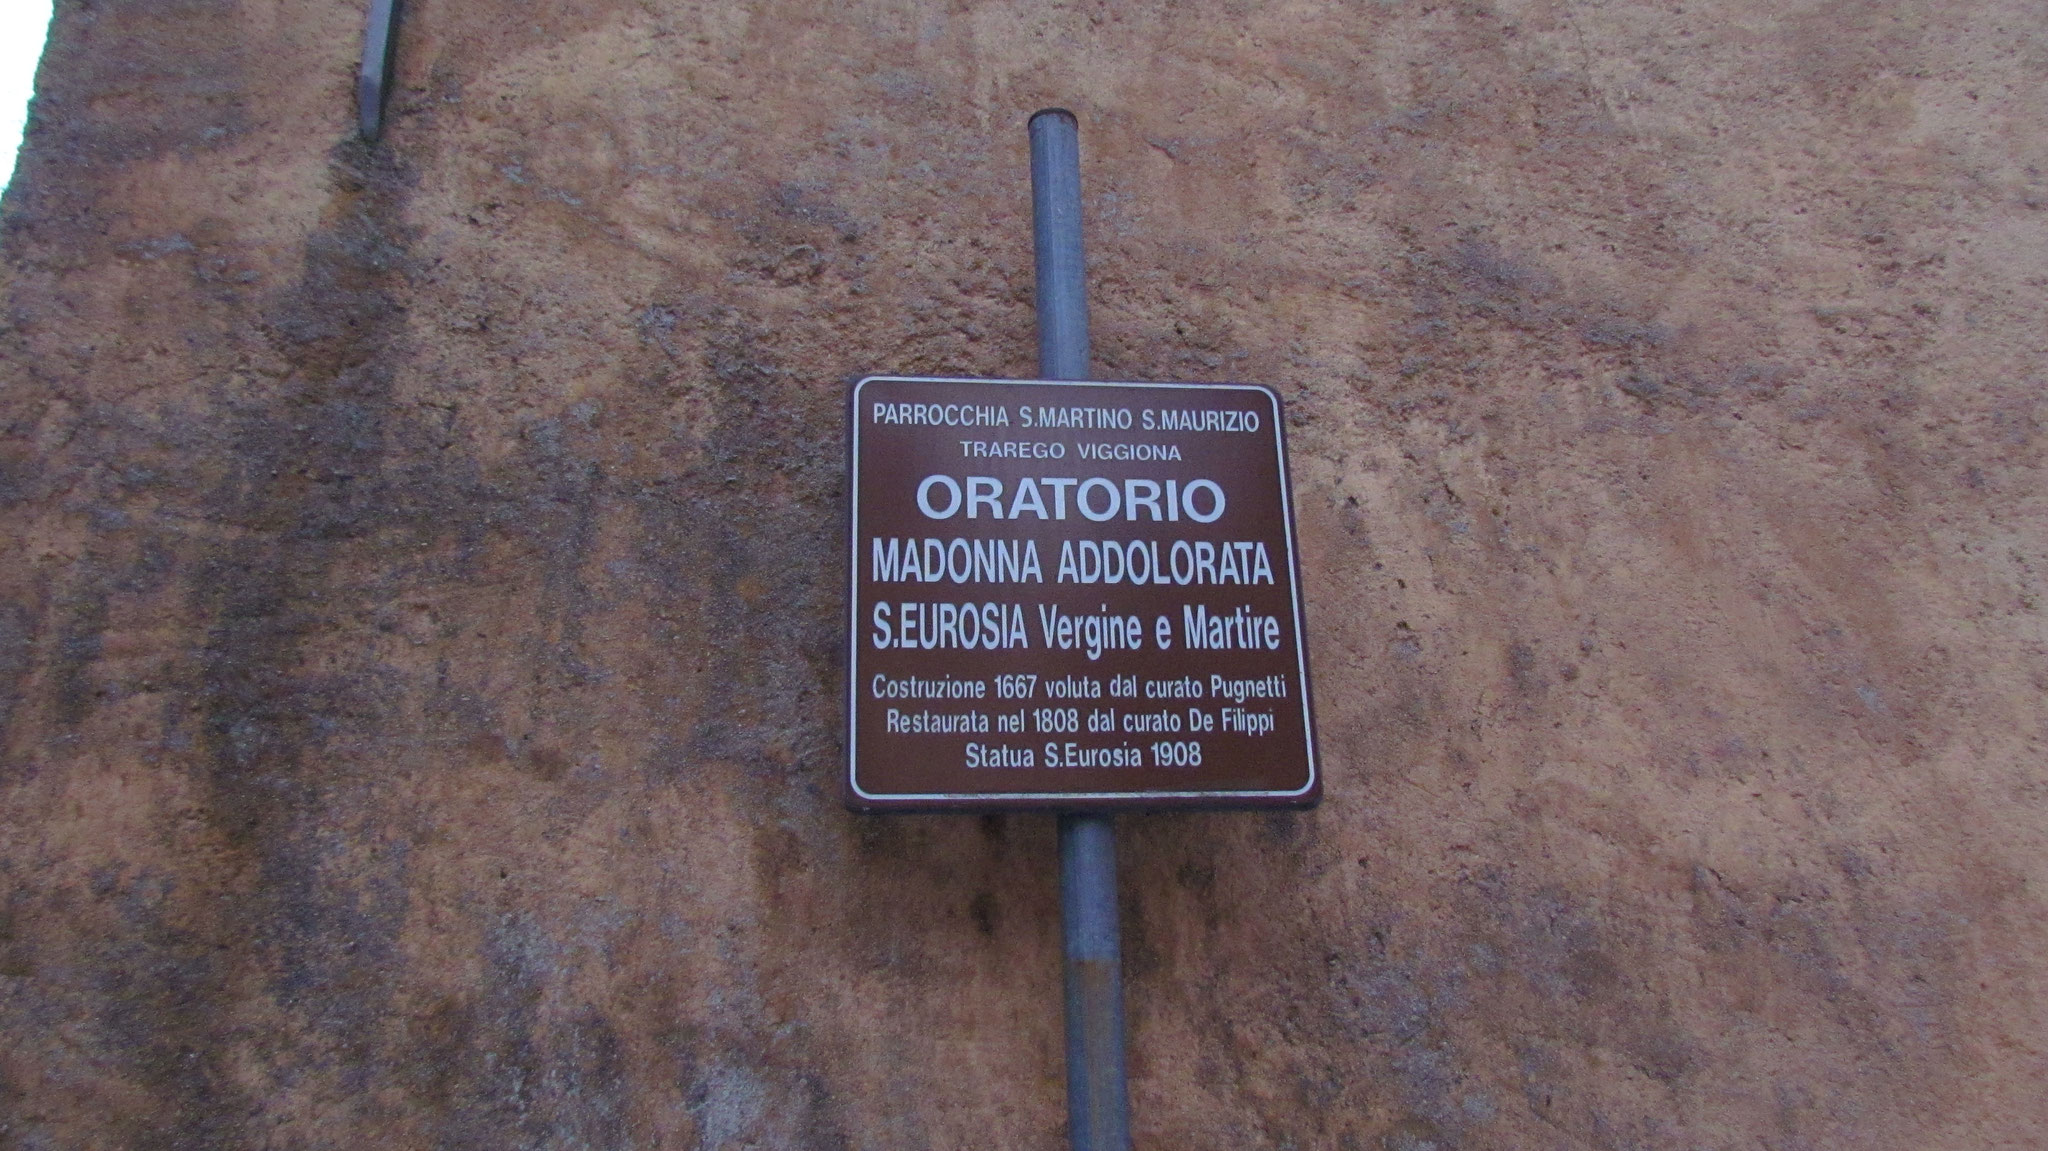 PARROCCHIA S.MARTINO S.MAURIZIO
TRAREGO VIGGIONA
ORATORIO
MADONNA ADDOLORATA
S.EUROSIA Vergine e Martire
Costruzione 1667 voluta dal curato Pugnetti
Restaurata nel 1808 dal curato De Filippi
Statua S.Eurosia 1908